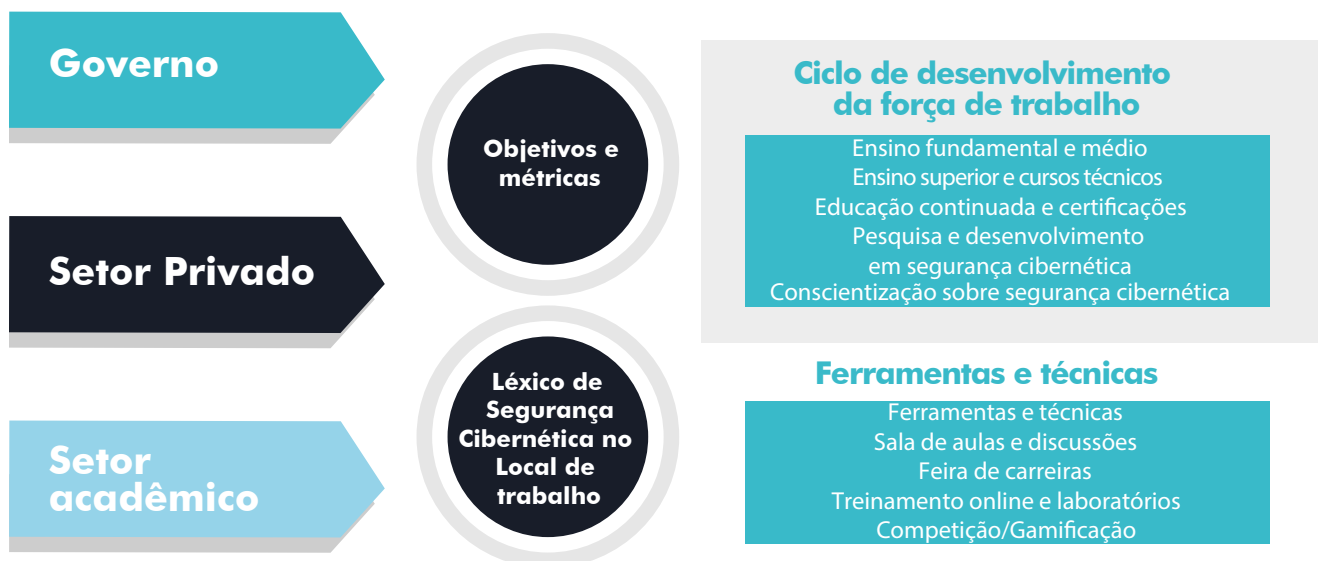 Governo
Setor Privado
Setor
acadêmico
Objetivos e
métricas
Léxico de
Segurança
Cibernética no
Local de
trabalho
Ciclo de desenvolvimento
da força de trabalho
Ensino fundamental e médio
Ensino superior e cursos técnicos
Educação continuada e certificações
Pesquisa e desenvolvimento
em segurança cibernética
Conscientização sobre segurança cibernética
Ferramentas e técnicas
Ferramentas e técnicas
Sala de aulas e discussões
Feira de carreiras
Treinamento online e laboratórios
Competição/Gamificação